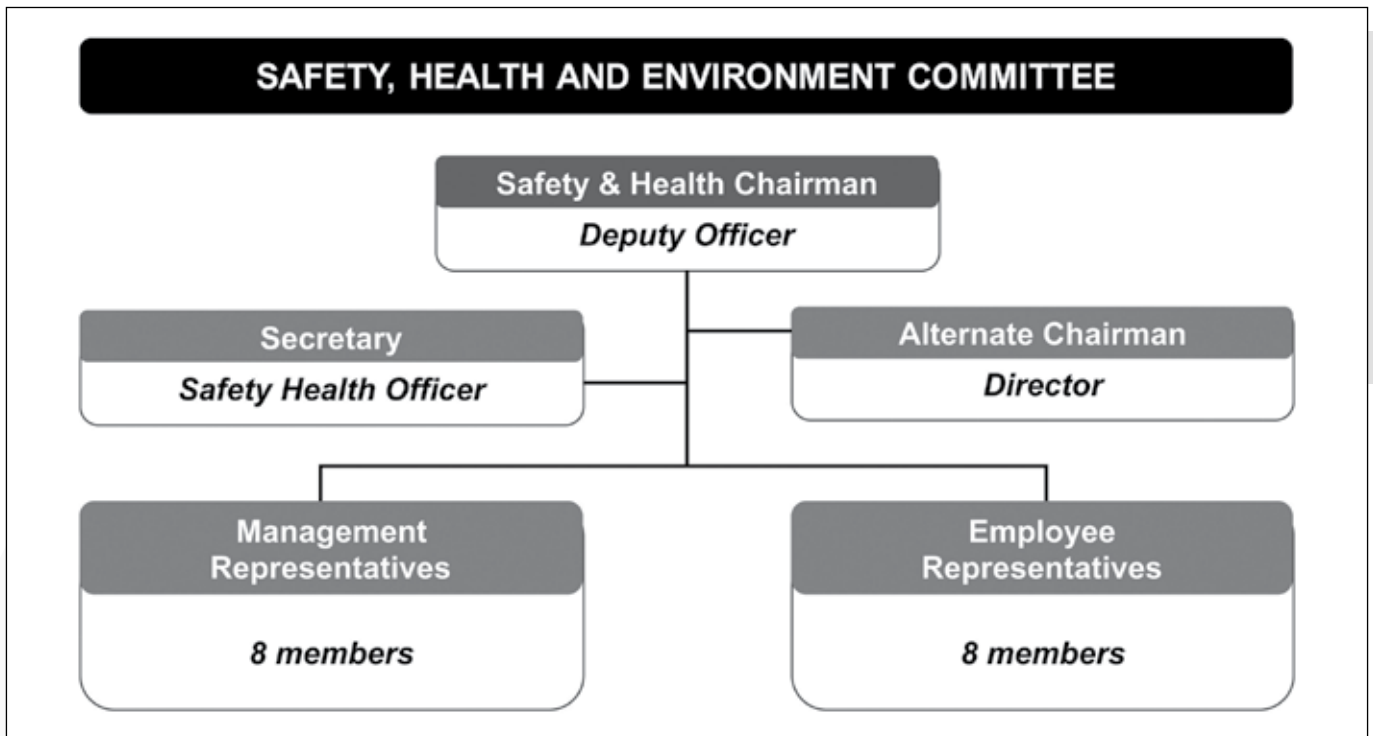 SAFETY, HEALTH AND ENVIRONMENT COMMITTEE
Safety & Health Chairman
Deputy Officer
Secretary
Safety Health Officer
Alternate Chairman
Director
Management
Representatives
8 members
Employee
Representatives
8 members